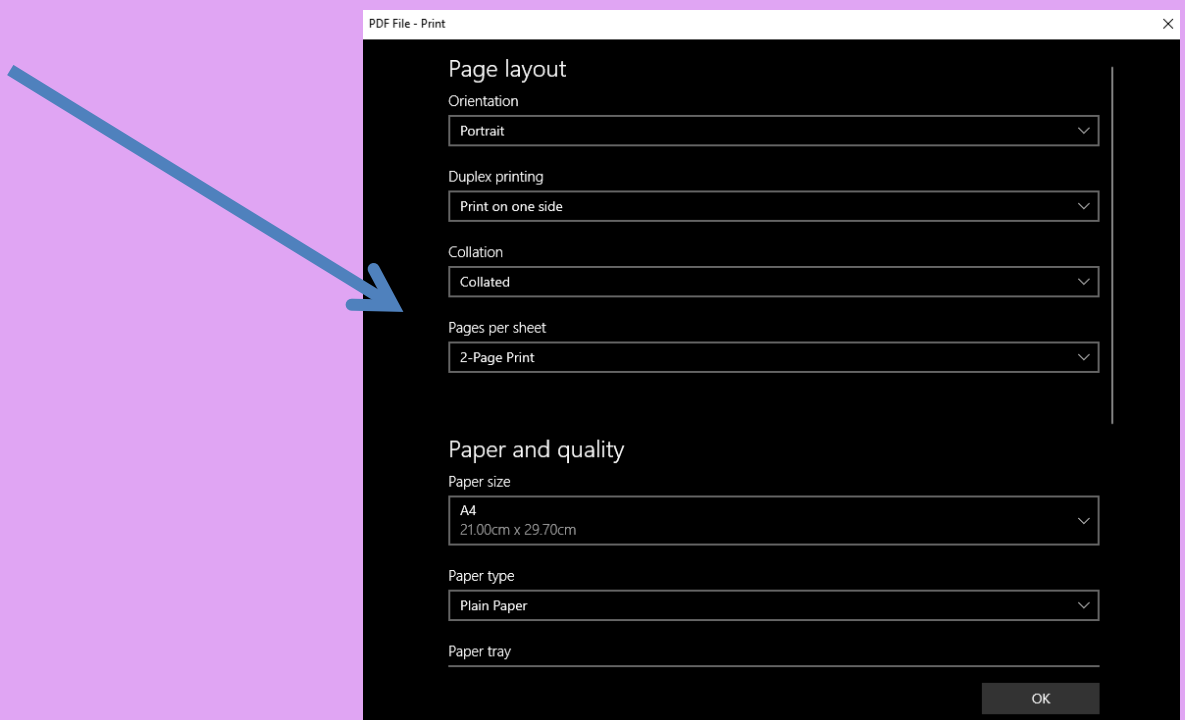 PDF File - Print
Page layout
Orientation
Portrait
Duplex printing
Print on one side
Collation
Collated
Pages per sheet
2-Page Print
Paper and quality
Paper size
A4
21.00cm x 29.70cm
Paper type
Plain Paper
Paper tray
OK